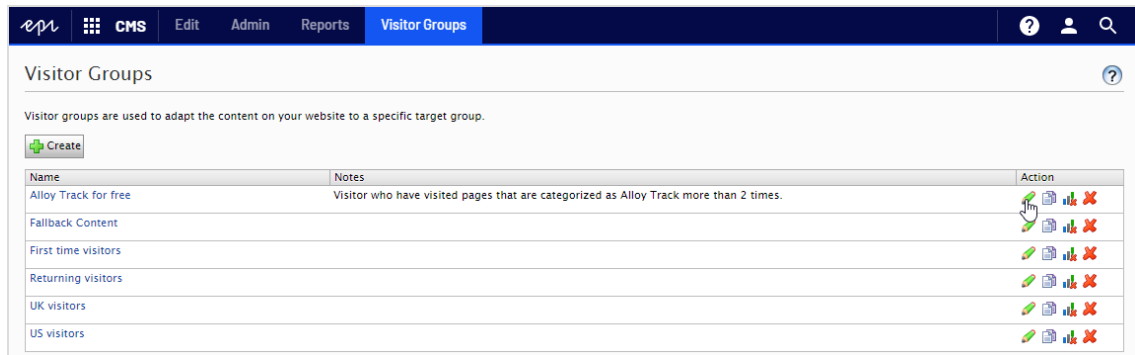 epi CMS Edit Admin Reports Visitor Groups ?
Visitor Groups ?
Visitor groups are used to adapt the content on your website to a specific target group.
Create
Name Notes Action
Alloy Track for free Visitor who have visited pages that are categorized as Alloy Track more than 2 times.
Fallback Content
First time visitors
Returning visitors
UK visitors
US visitors